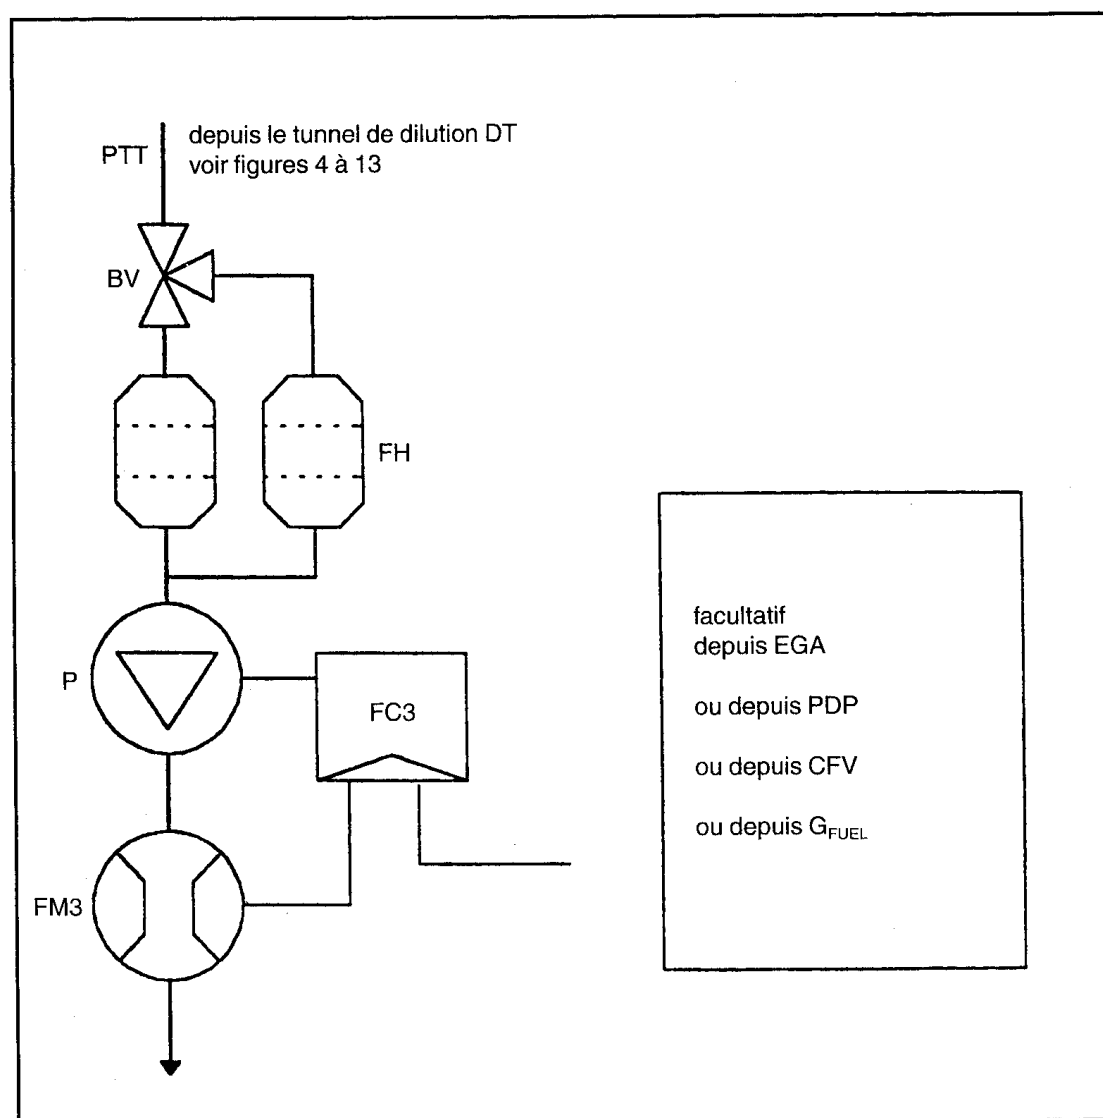 depuis le tunnel de dilution DT
PTT
voir figures 4 à 13
BV
FH
P
FC3
FM3
facultatif
depuis EGA
ou depuis PDP
ou depuis CFV
ou depuis G_FUEL